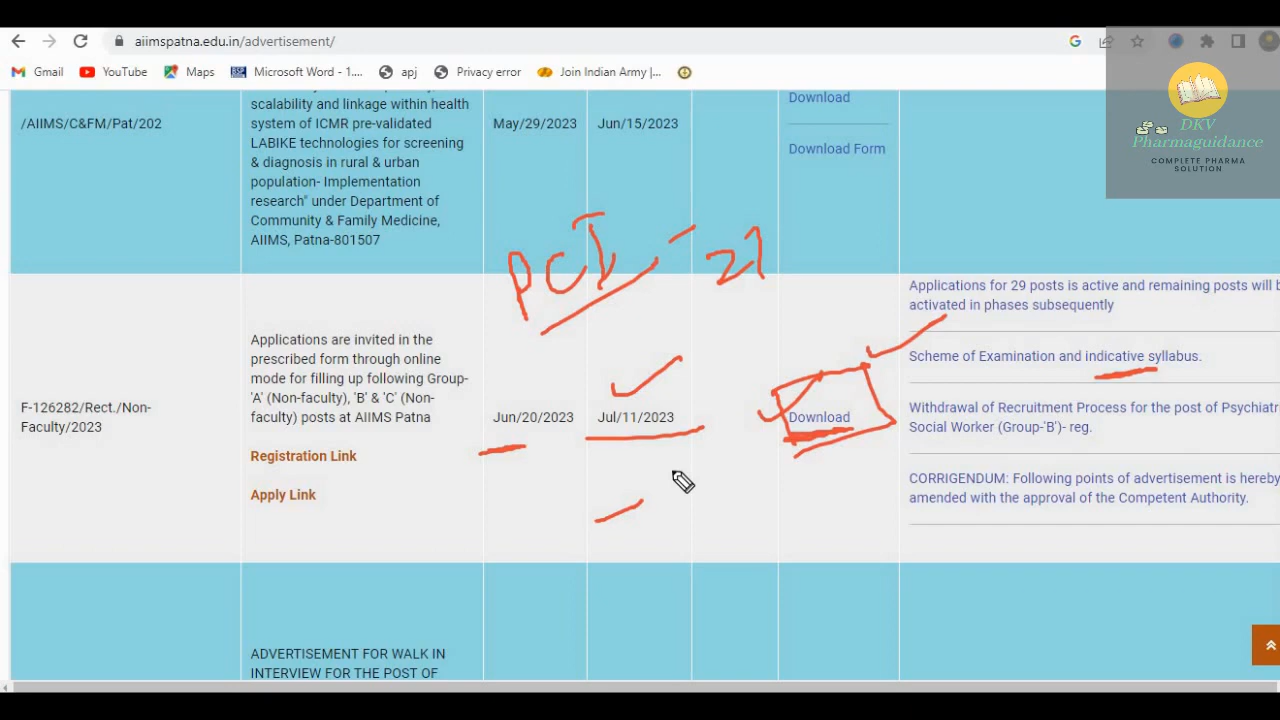 aiimspatna.edu.in/advertisement/
Gmail
YouTube
Maps
Microsoft Word - 1....
apj
Privacy error
Join Indian Army |...
DKV
Pharmaguidance
COMPLETE PHARMA
SOLUTION
/AIIMS/C&FM/Pat/202
scalability and linkage within health
system of ICMR pre-validated
LABIKE technologies for screening
& diagnosis in rural & urban
population- Implementation
research" under Department of
Community & Family Medicine,
AIIMS, Patna-801507
May/29/2023
Jun/15/2023
Download
Download Form
PCI - 21
F-126282/Rect./Non-
Faculty/2023
Applications are invited in the
prescribed form through online
mode for filling up following Group-
'A' (Non-faculty), 'B' & 'C' (Non-
faculty) posts at AIIMS Patna
Registration Link
Apply Link
Jun/20/2023
Jul/11/2023
Download
Applications for 29 posts is active and remaining posts will b
activated in phases subsequently
Scheme of Examination and indicative syllabus.
Withdrawal of Recruitment Process for the post of Psychiatri
Social Worker (Group-'B')- reg.
CORRIGENDUM: Following points of advertisement is hereby
amended with the approval of the Competent Authority.
ADVERTISEMENT FOR WALK IN
INTERVIEW FOR THE POST OF